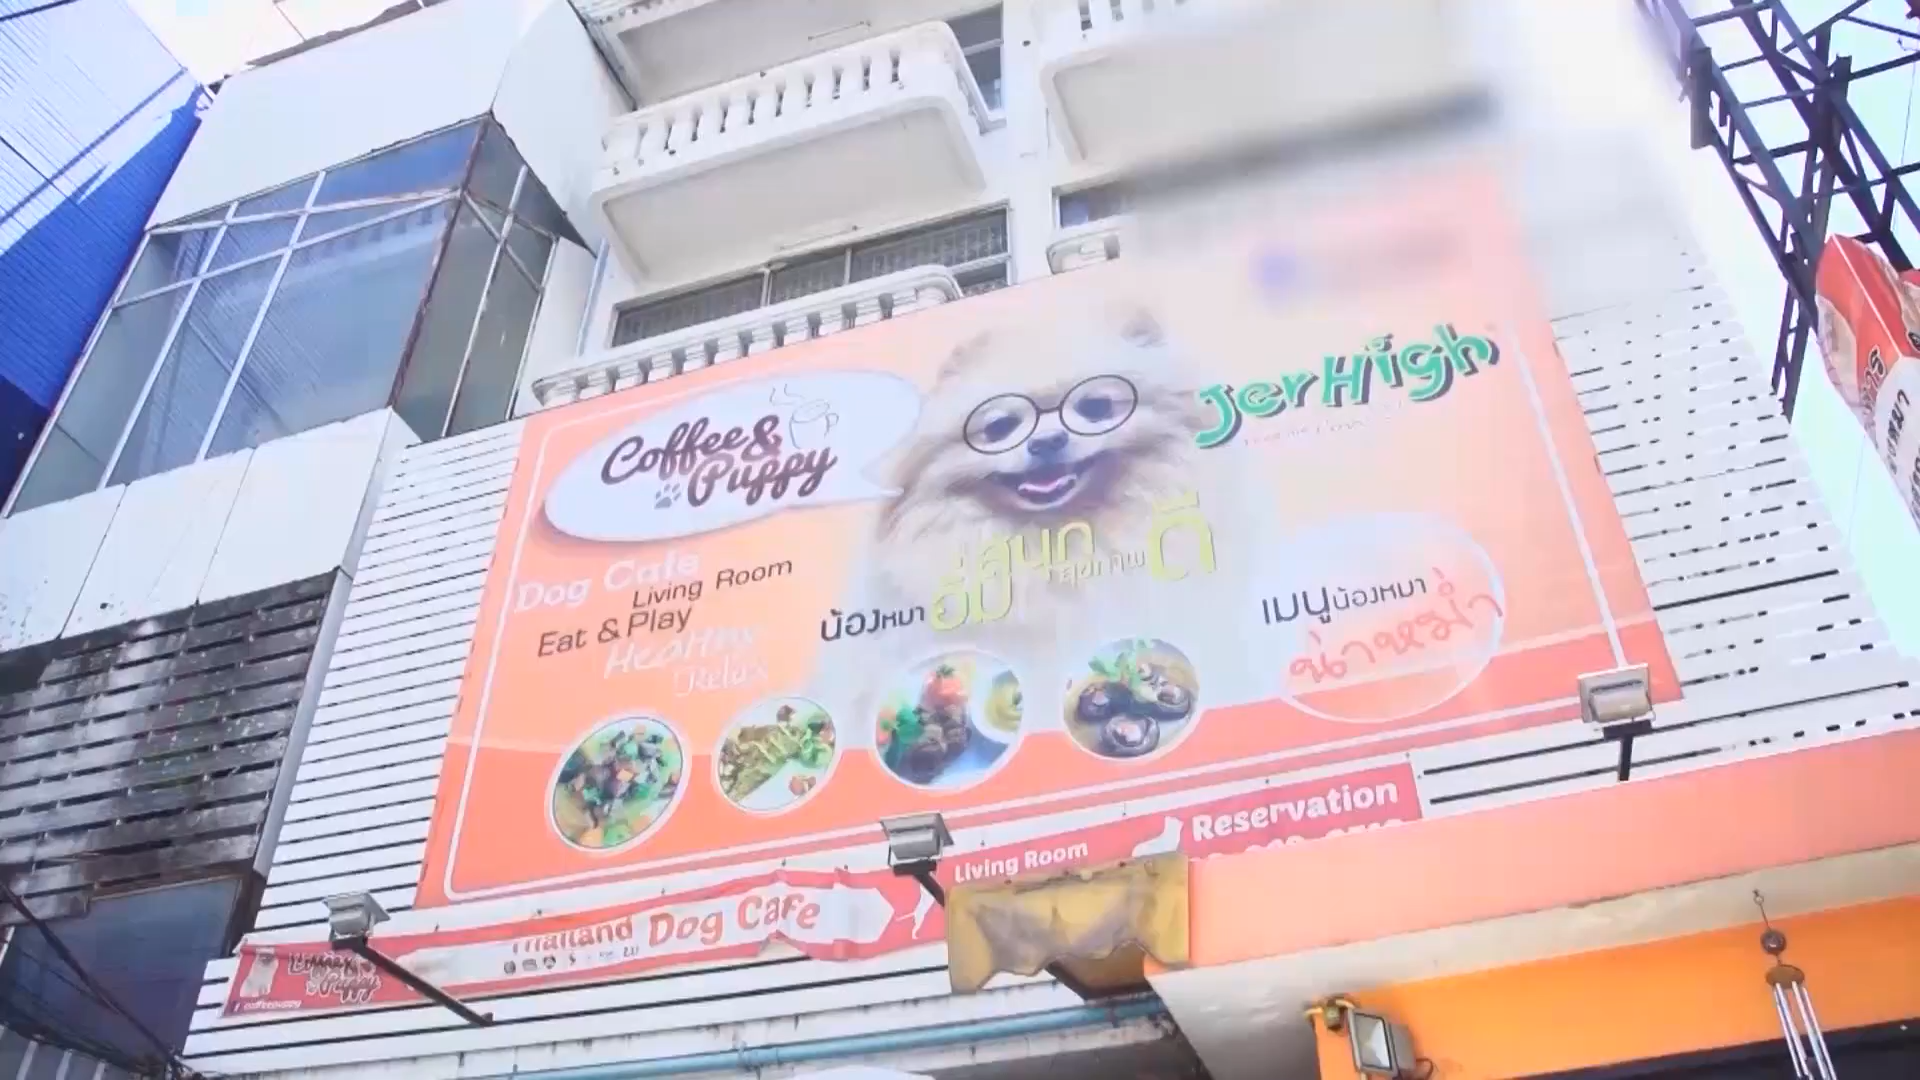 Coffee &
Puppy
JerHigh
Dog Cafe
Living Room
Eat & Play
Healthy
Relax
น้องหมา อิ่ม สนุก สุขภาพ ดี
เมนูน้องหมา
น่าหม่ำ
Reservation
Living Room
Thailand Dog Cafe
Coffee &
Puppy